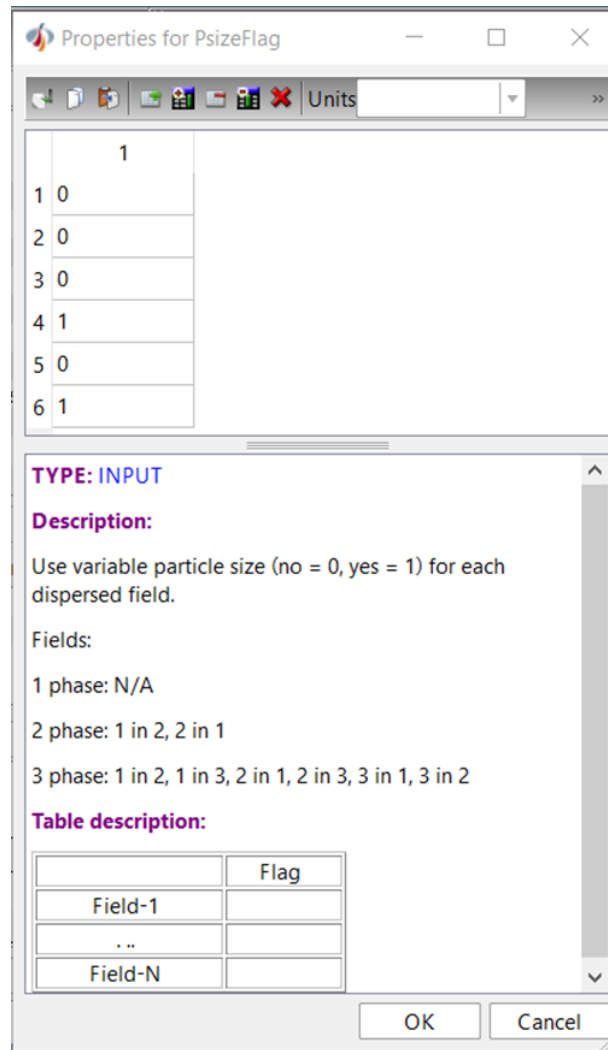 Properties for PsizeFlag
Units
»
1
1 0
2 0
3 0
4 1
5 0
6 1
TYPE: INPUT
Description:
Use variable particle size (no = 0, yes = 1) for each
dispersed field.
Fields:
1 phase: N/A
2 phase: 1 in 2, 2 in 1
3 phase: 1 in 2, 1 in 3, 2 in 1, 2 in 3, 3 in 1, 3 in 2
Table description:
Flag
Field-1
...
Field-N
OK Cancel